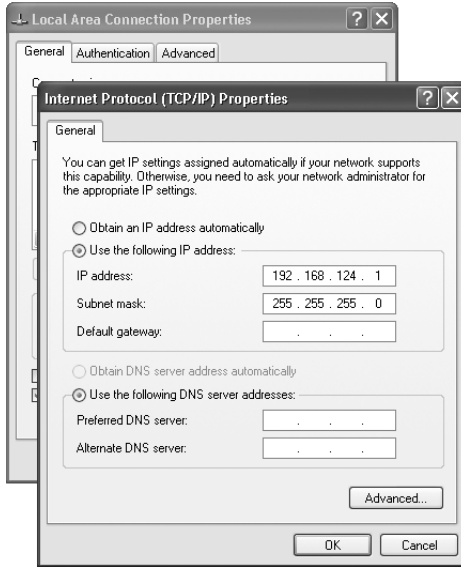 Local Area Connection Properties
General Authentication Advanced
Internet Protocol (TCP/IP) Properties
General
You can get IP settings assigned automatically if your network supports
this capability. Otherwise, you need to ask your network administrator for
the appropriate IP settings.
Obtain an IP address automatically
Use the following IP address:
IP address: 192 . 168 . 124 . 1
Subnet mask: 255 . 255 . 255 . 0
Default gateway: . . .
Obtain DNS server address automatically
Use the following DNS server addresses:
Preferred DNS server: . . .
Alternate DNS server: . . .
Advanced...
OK Cancel